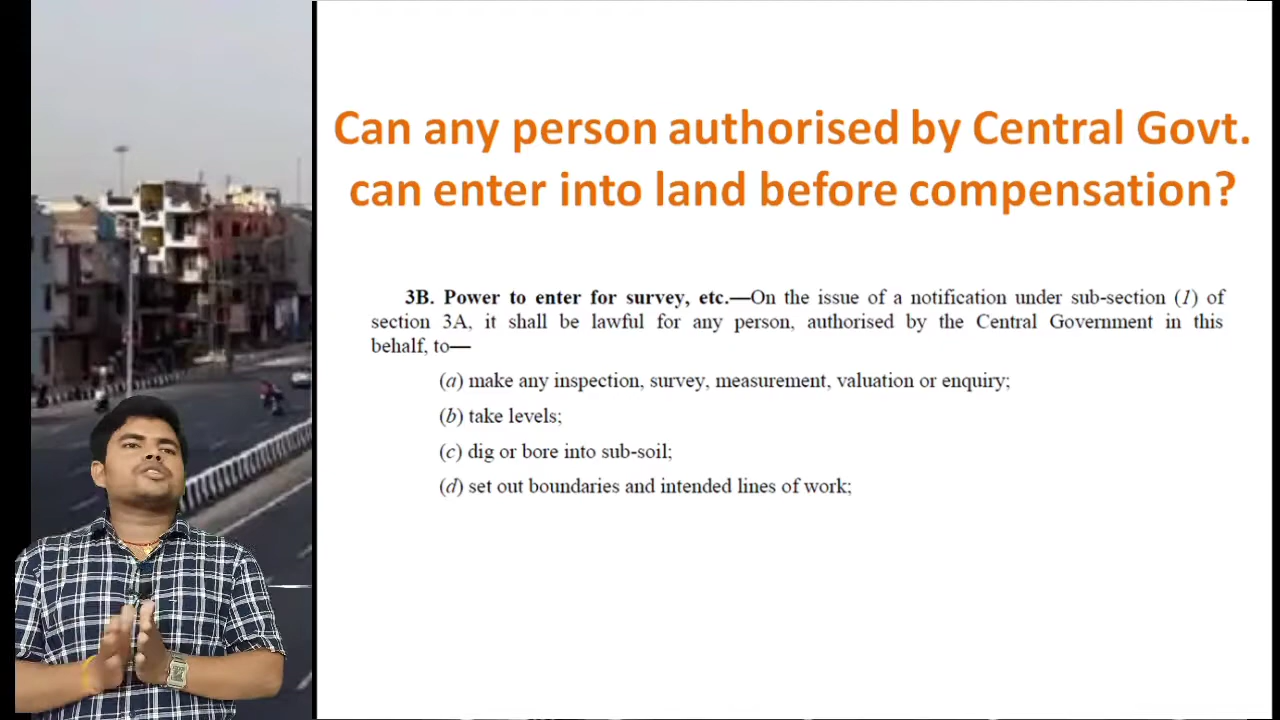 Can any person authorised by Central Govt.
can enter into land before compensation?
3B. Power to enter for survey, etc.—On the issue of a notification under sub-section (1) of
section 3A, it shall be lawful for any person, authorised by the Central Government in this
behalf, to—
(a) make any inspection, survey, measurement, valuation or enquiry;
(b) take levels;
(c) dig or bore into sub-soil;
(d) set out boundaries and intended lines of work;